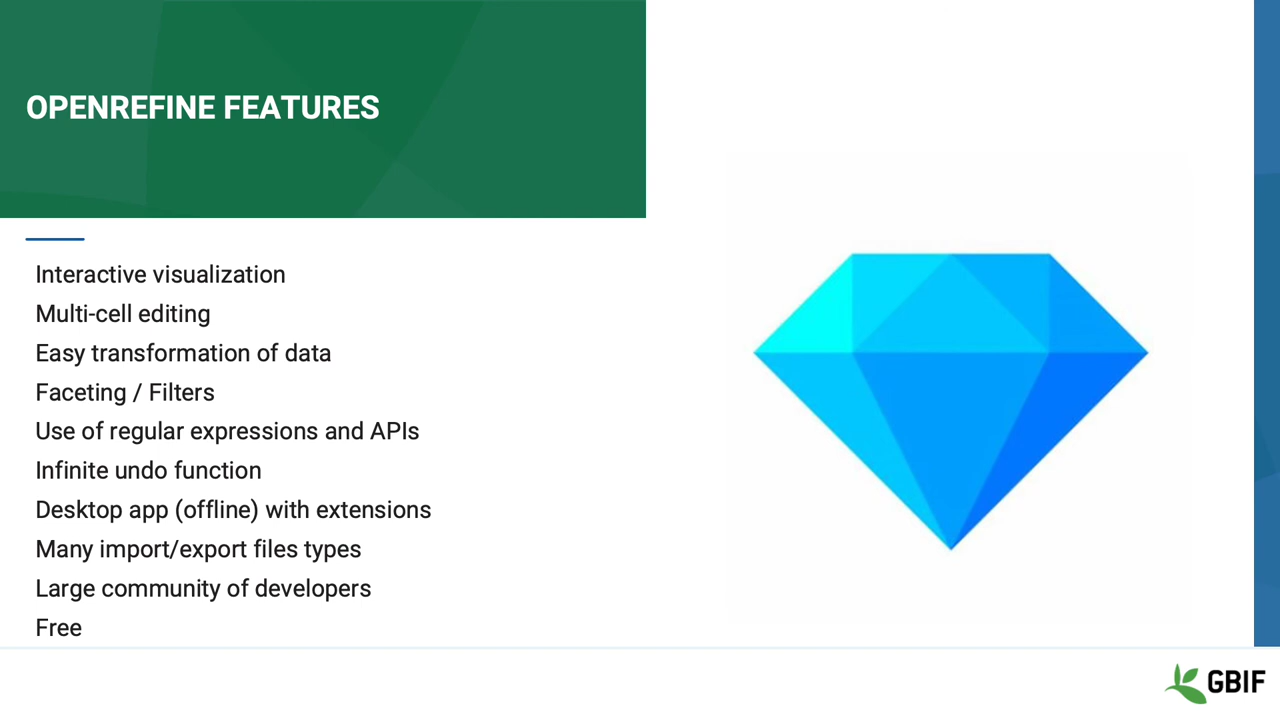 OPENREFINE FEATURES
Interactive visualization
Multi-cell editing
Easy transformation of data
Faceting / Filters
Use of regular expressions and APIs
Infinite undo function
Desktop app (offline) with extensions
Many import/export files types
Large community of developers
Free
GBIF